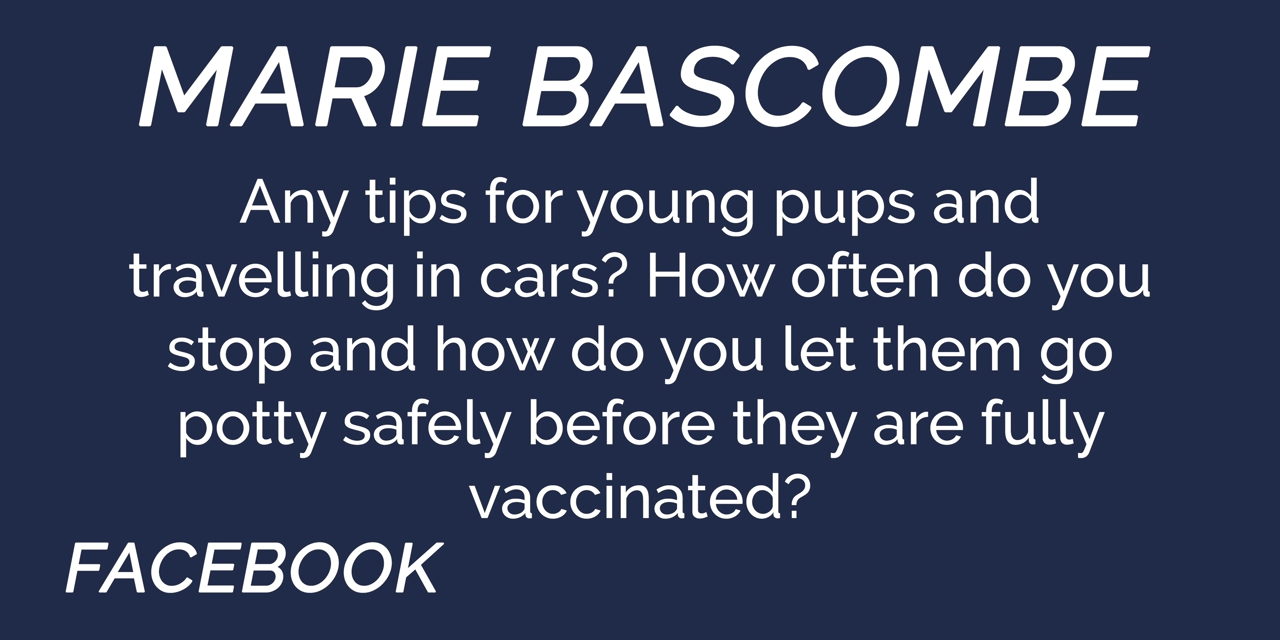 MARIE BASCOMBE
Any tips for young pups and
travelling in cars? How often do you
stop and how do you let them go
potty safely before they are fully
vaccinated?
FACEBOOK